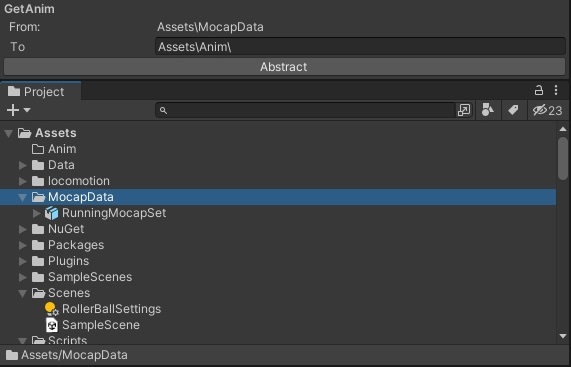 GetAnim
From: Assets\MocapData
To Assets\Anim\
Abstract
Project
23
Assets
Anim
Data
locomotion
MocapData
RunningMocapSet
NuGet
Packages
Plugins
SampleScenes
Scenes
RollerBallSettings
SampleScene
Scripts
Assets/MocapData